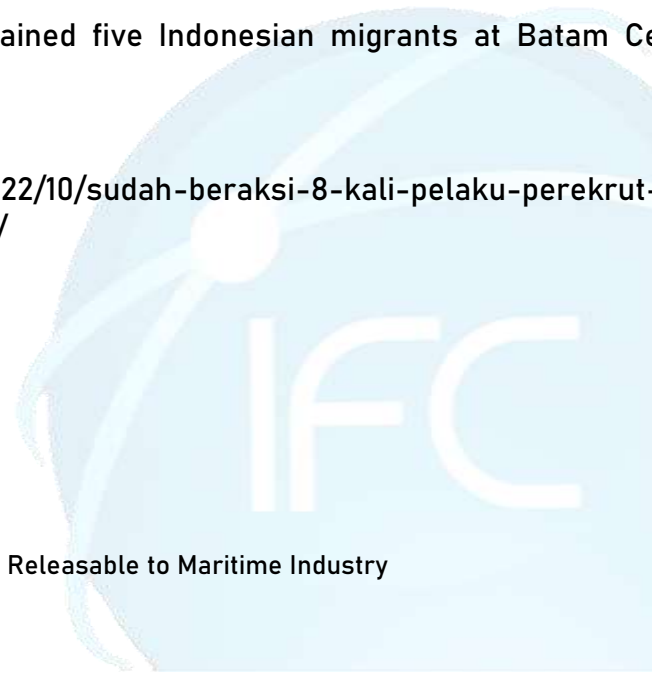 ained five Indonesian migrants at Batam Ce
22/10/sudah-beraksi-8-kali-pelaku-perekrut-
/
IFC
Releasable to Maritime Industry